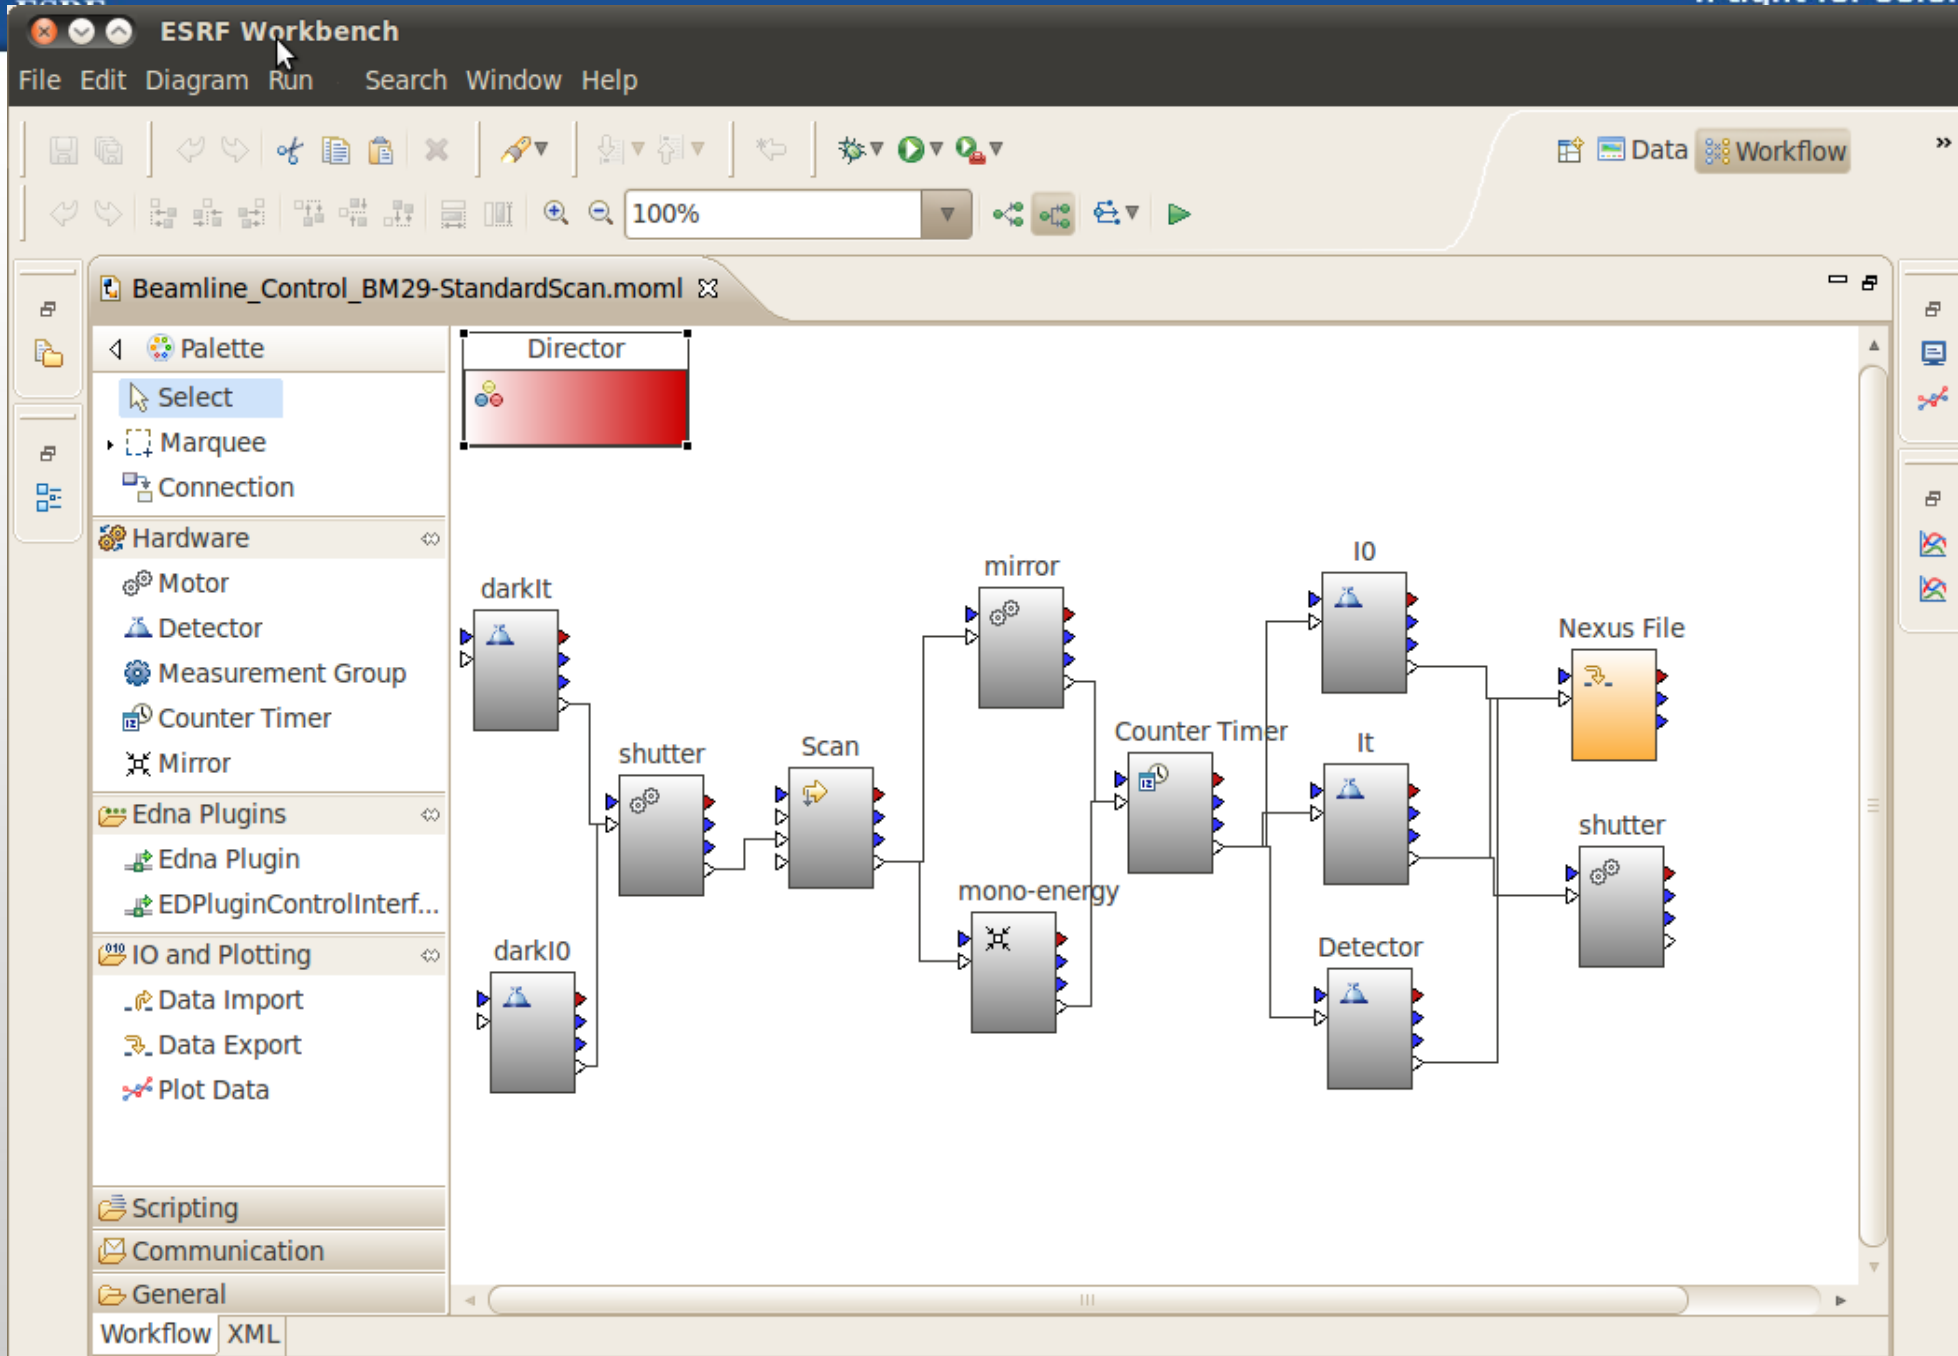 ESRF Workbench
File Edit Diagram Run Search Window Help
Data Workflow »
100%
Beamline_Control_BM29-StandardScan.moml
Palette
Select
Marquee
Connection
Hardware
Motor
Detector
Measurement Group
Counter Timer
Mirror
Edna Plugins
Edna Plugin
EDPluginControlInterf...
IO and Plotting
Data Import
Data Export
Plot Data
Scripting
Communication
General
Workflow XML
Director
darkIt
shutter
darkI0
Scan
mirror
mono-energy
Counter Timer
I0
It
Detector
Nexus File
shutter